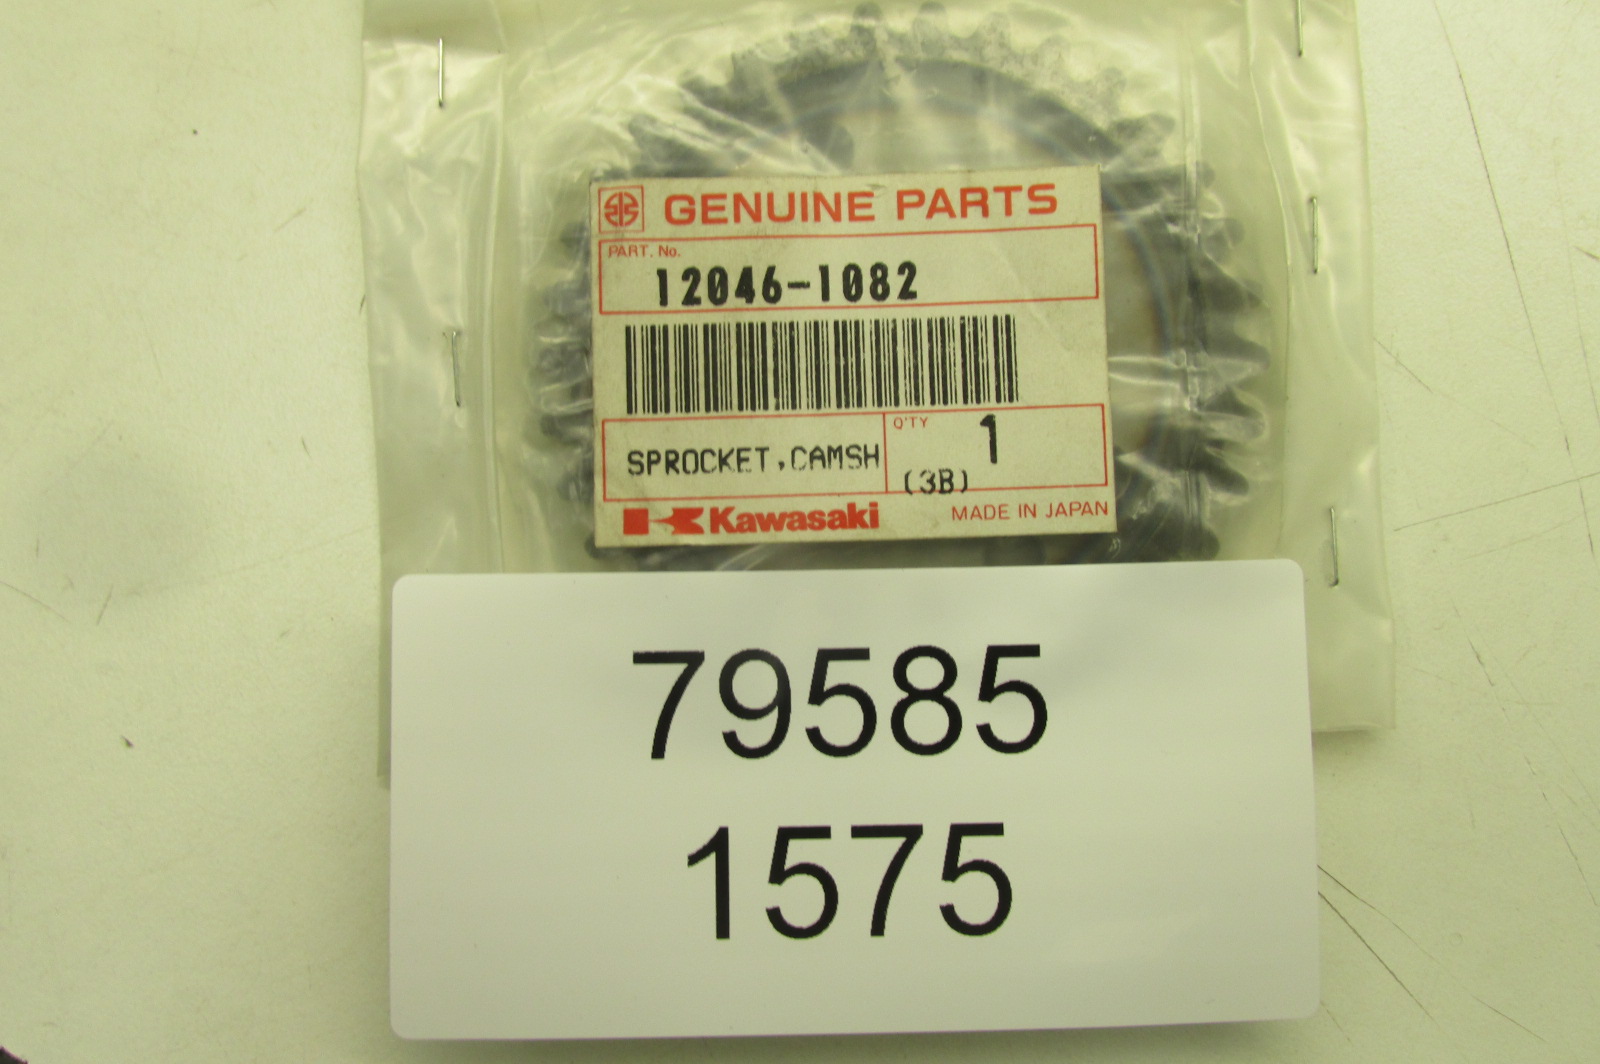 GENUINE PARTS
PART. No.
12046-1082
SPROCKET,CAMSH
Q'TY 1
(3B)
Kawasaki
MADE IN JAPAN
79585
1575